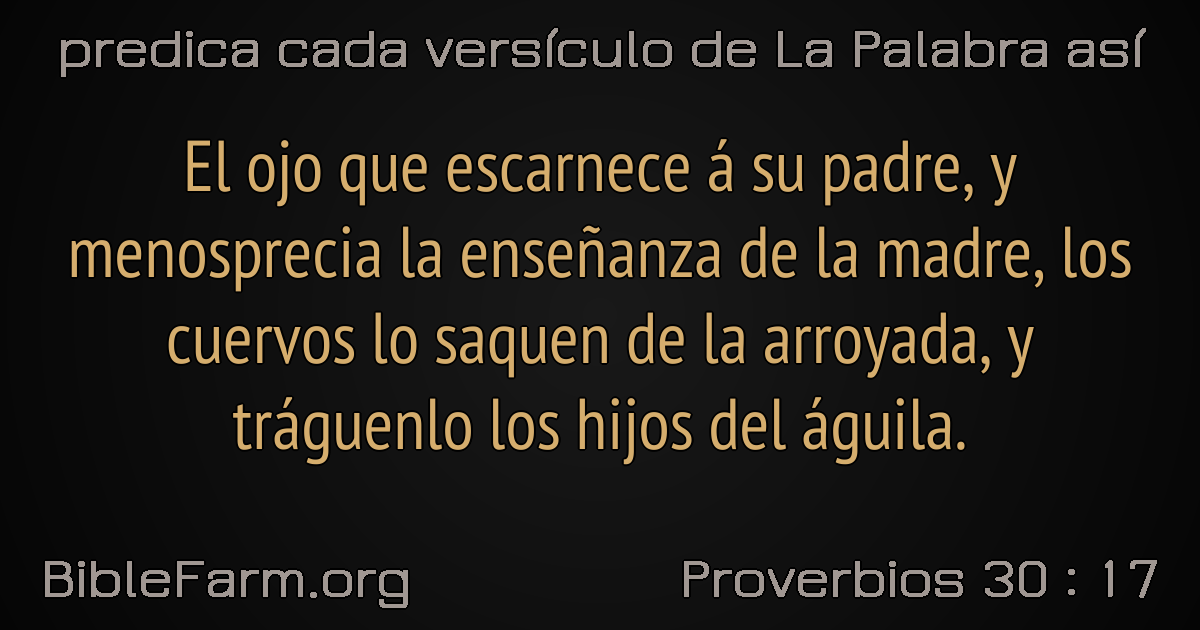 predica cada versículo de La Palabra así
El ojo que escarnece á su padre, y
menosprecia la enseñanza de la madre, los
cuervos lo saquen de la arroyada, y
tráguenlo los hijos del águila.
BibleFarm.org
Proverbios 30 : 17